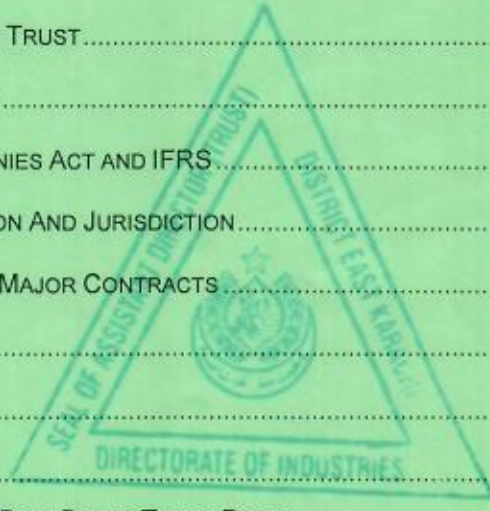 TRUST
NIES ACT AND IFRS
ON AND JURISDICTION
MAJOR CONTRACTS
SEAL OF ASSISTANT DIRECTOR (TRUST)
DISTRICT EAST KARACHI
DIRECTORATE OF INDUSTRIES